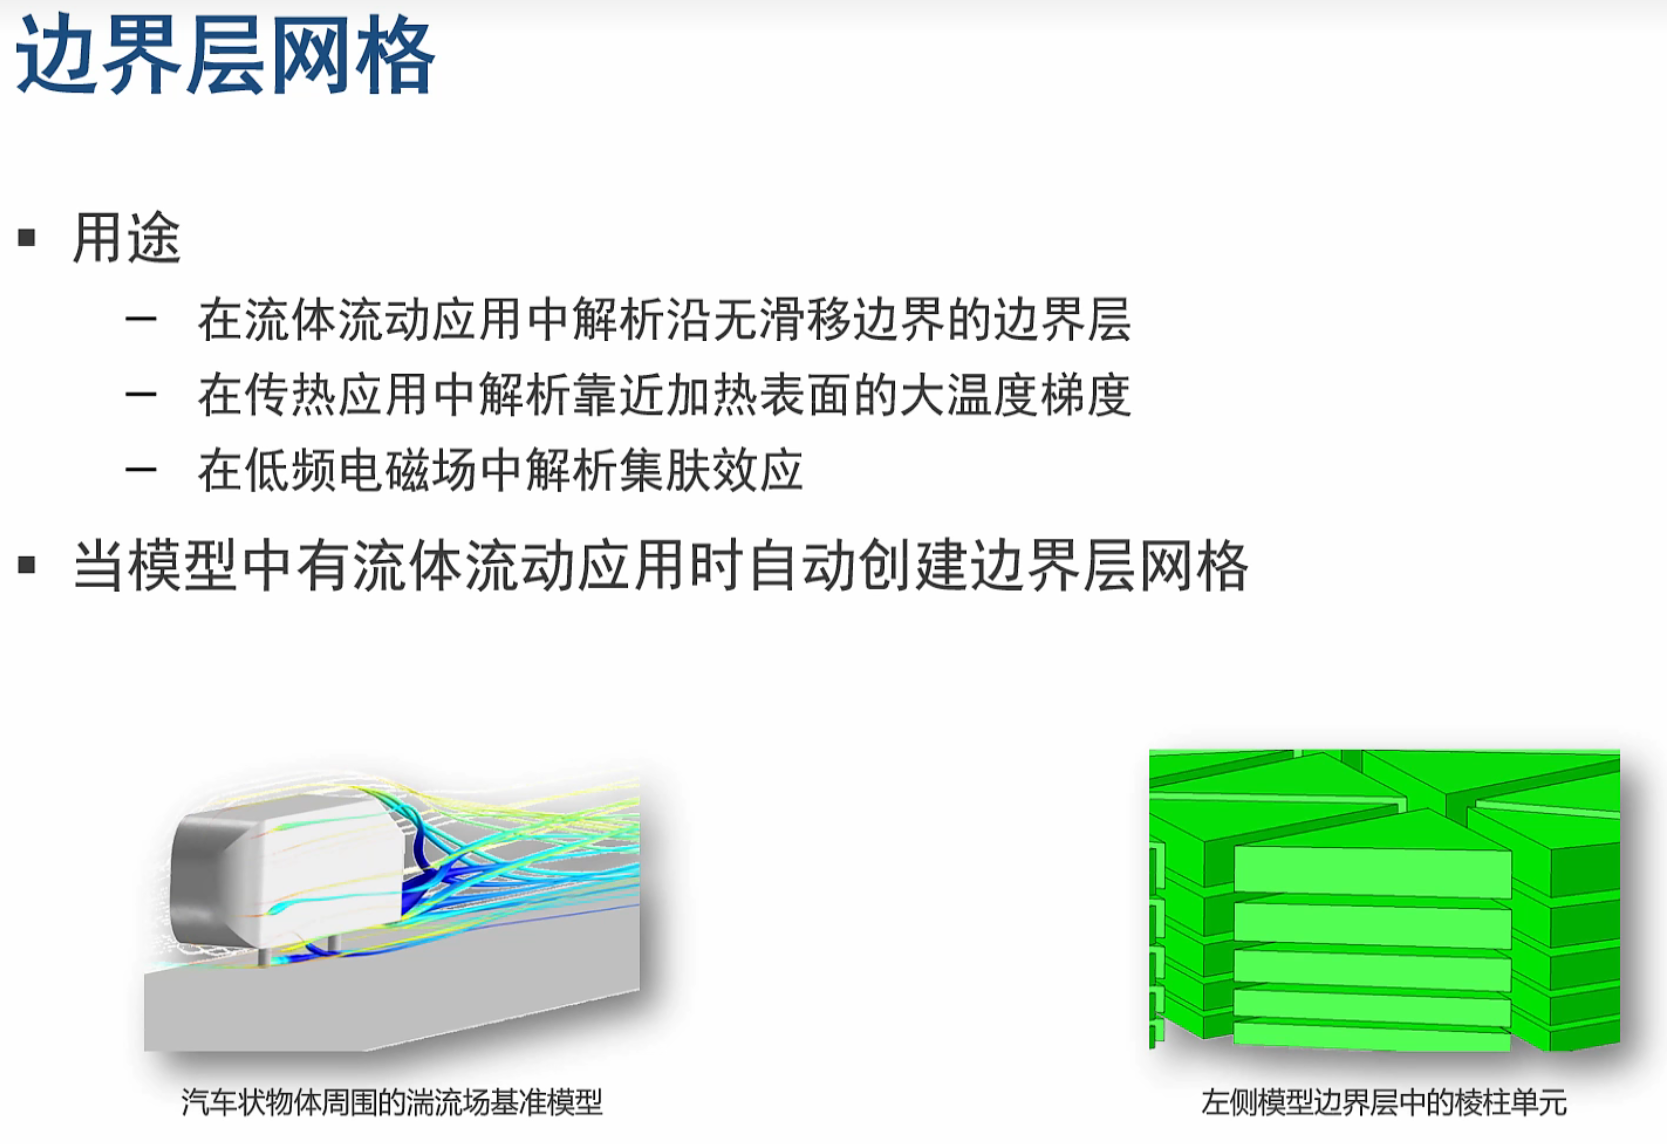 边界层网格
▪ 用途
– 在流体流动应用中解析沿无滑移边界的边界层
– 在传热应用中解析靠近加热表面的大温度梯度
– 在低频电磁场中解析集肤效应
▪ 当模型中有流体流动应用时自动创建边界层网格
汽车状物体周围的湍流场基准模型
左侧模型边界层中的棱柱单元